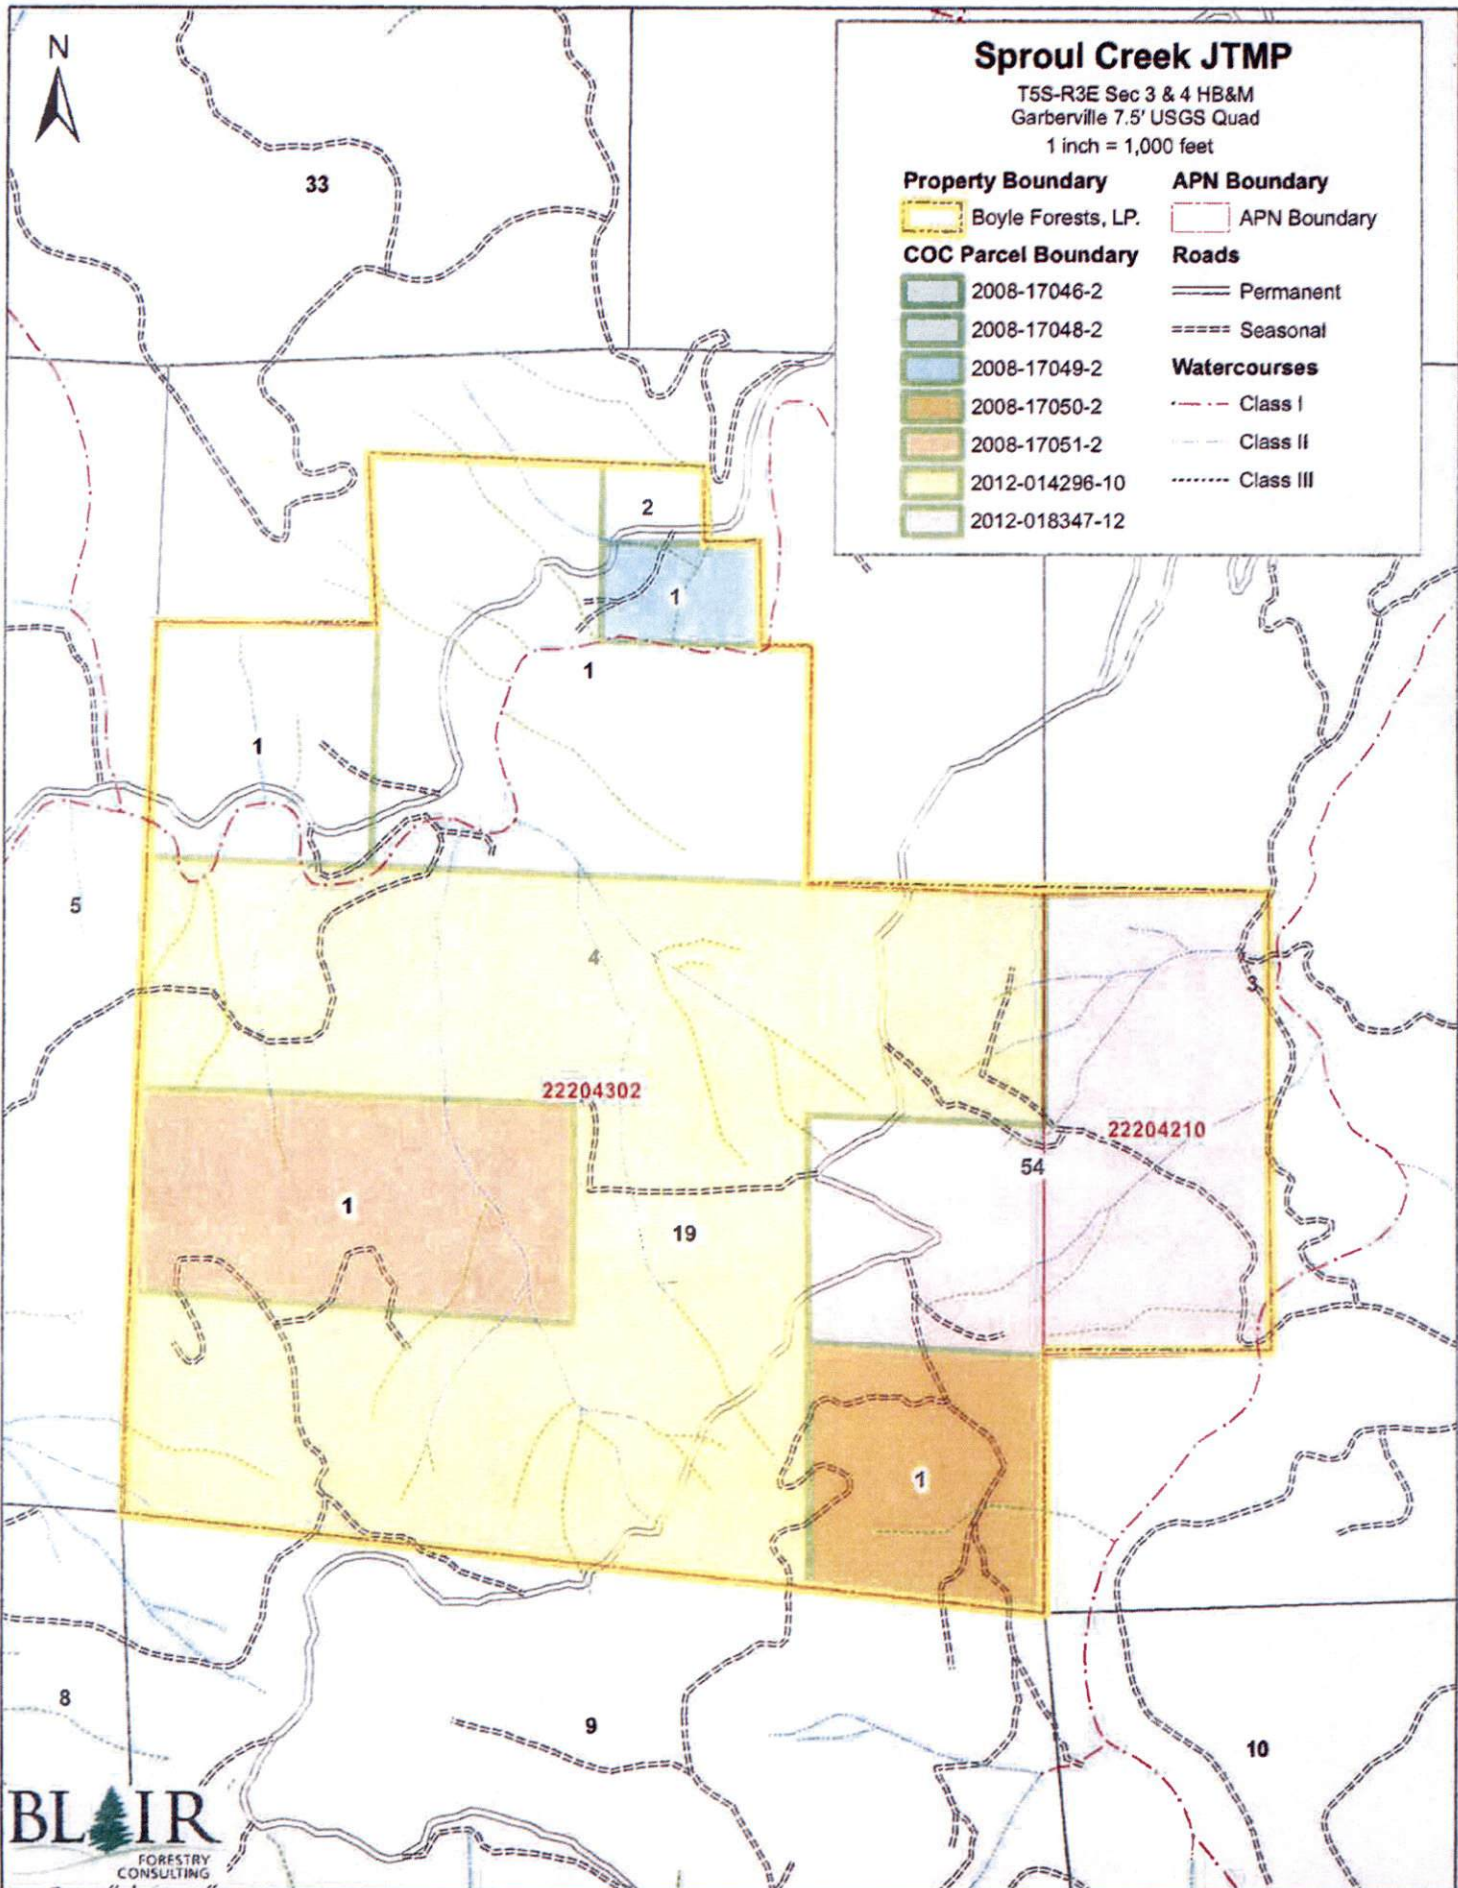 N
Sproul Creek JTMP
T5S-R3E Sec 3 & 4 HB&M
Garberville 7.5' USGS Quad
1 inch = 1,000 feet
Property Boundary
Boyle Forests, LP.
COC Parcel Boundary
2008-17046-2
2008-17048-2
2008-17049-2
2008-17050-2
2008-17051-2
2012-014296-10
2012-018347-12
APN Boundary
APN Boundary
Roads
Permanent
Seasonal
Watercourses
Class I
Class II
Class III
33
2
1
1
1
5
4
3
22204302
22204210
54
1
19
1
8
9
10
BLAIR
FORESTRY
CONSULTING